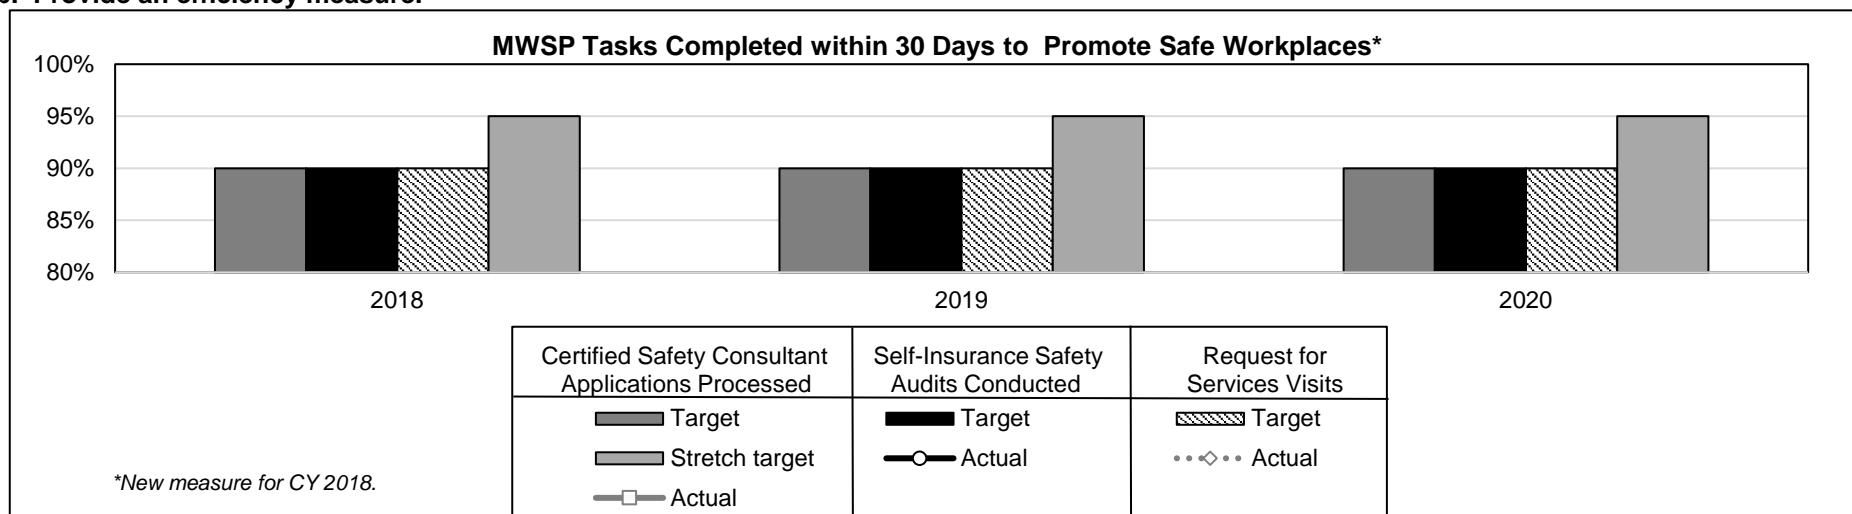 Provide an efficiency measure.
MWSP Tasks Completed within 30 Days to Promote Safe Workplaces*
100%
95%
90%
85%
80%
2018 2019 2020
Certified Safety Consultant Applications Processed
Self-Insurance Safety Audits Conducted
Request for Services Visits
Target Target Target
Stretch target Actual Actual
Actual
*New measure for CY 2018.